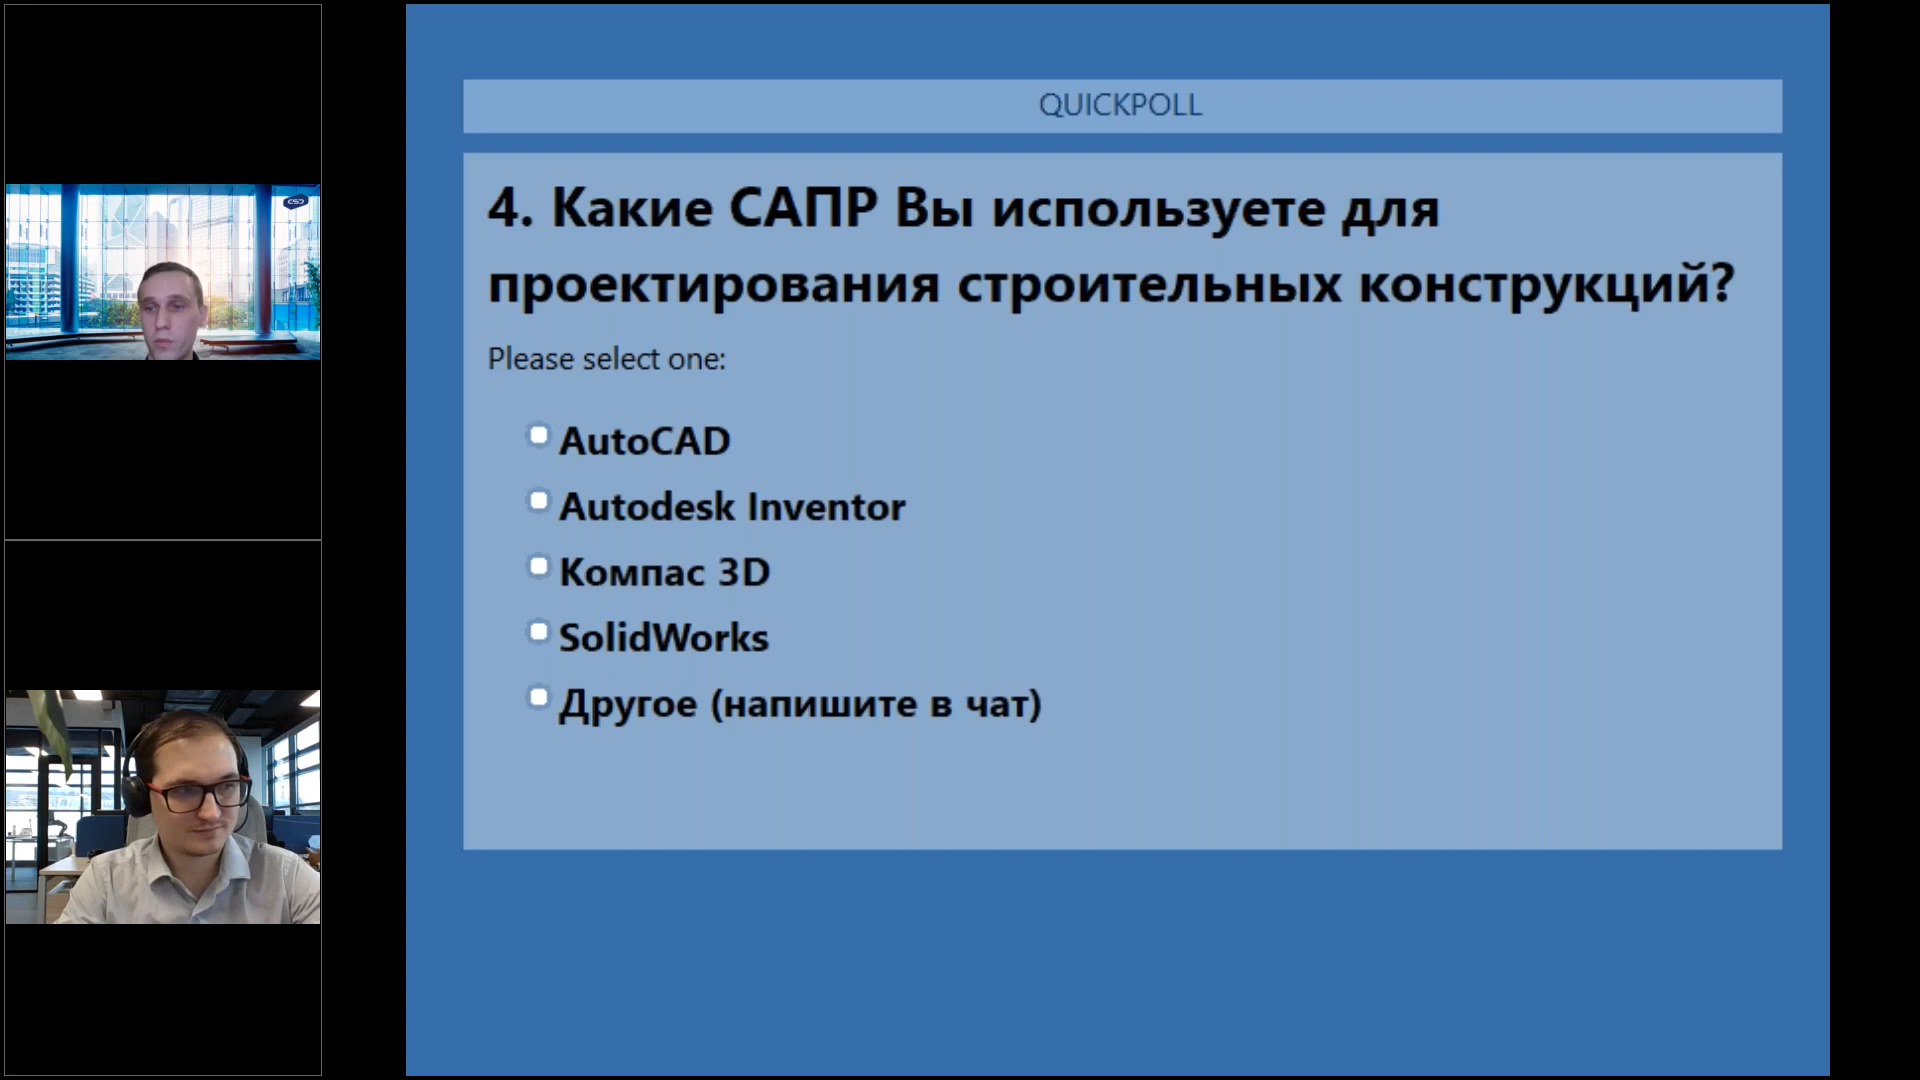 CSD
QUICKPOLL
4. Какие САПР Вы используете для
проектирования строительных конструкций?
Please select one:
AutoCAD
Autodesk Inventor
Компас 3D
SolidWorks
Другое (напишите в чат)